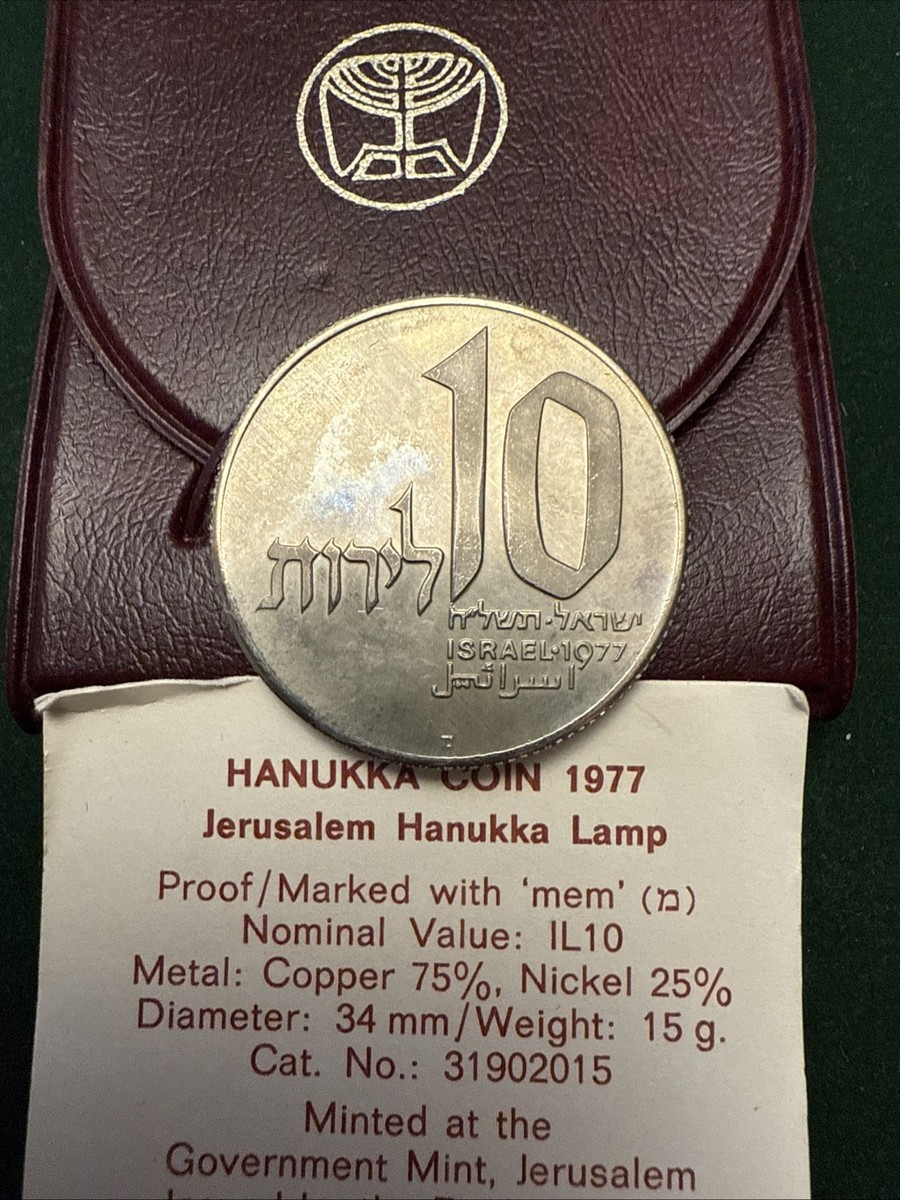 10
לירות
ישראל·תשל״ח
ISRAEL·1977
اسرائيل
HANUKKA COIN 1977
Jerusalem Hanukka Lamp
Proof/Marked with ‘mem’ (מ)
Nominal Value: IL10
Metal: Copper 75%, Nickel 25%
Diameter: 34 mm/Weight: 15 g.
Cat. No.: 31902015
Minted at the
Government Mint, Jerusalem